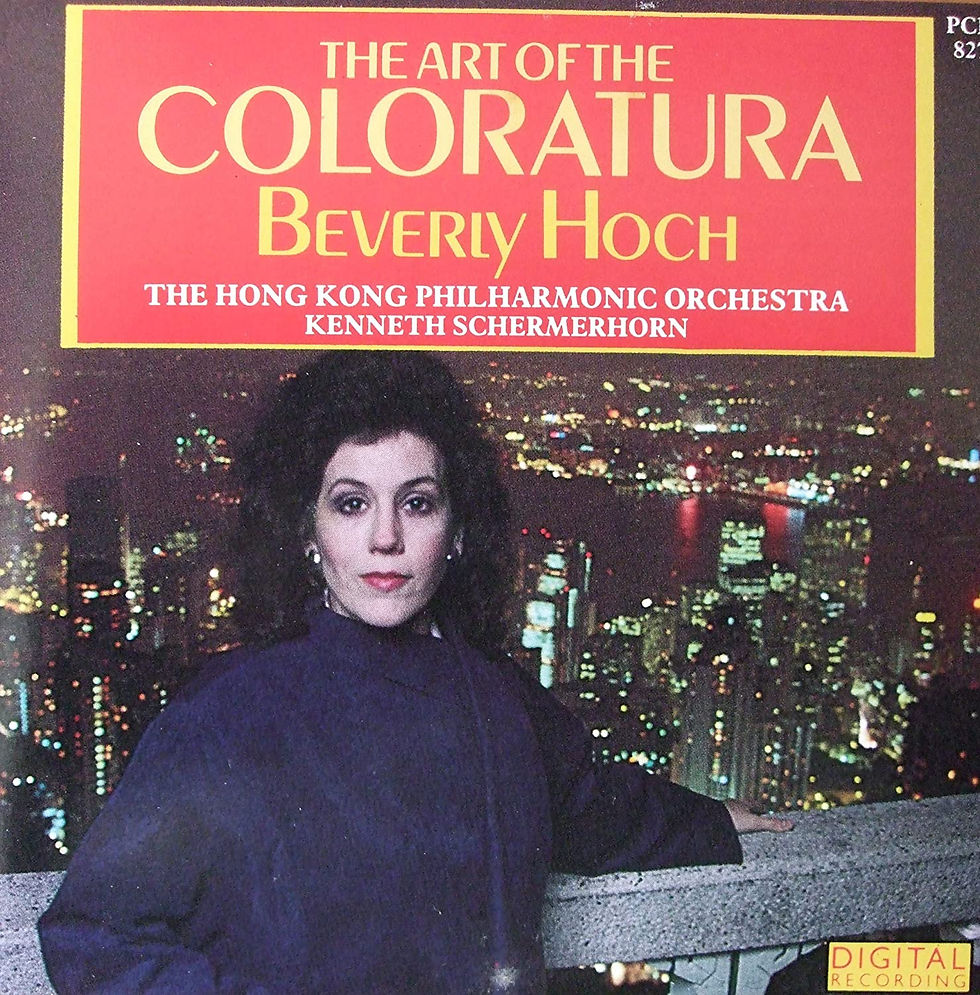 THE ART OF THE
COLORATURA
BEVERLY HOCH
THE HONG KONG PHILHARMONIC ORCHESTRA
KENNETH SCHERMERHORN
DIGITAL
RECORDING